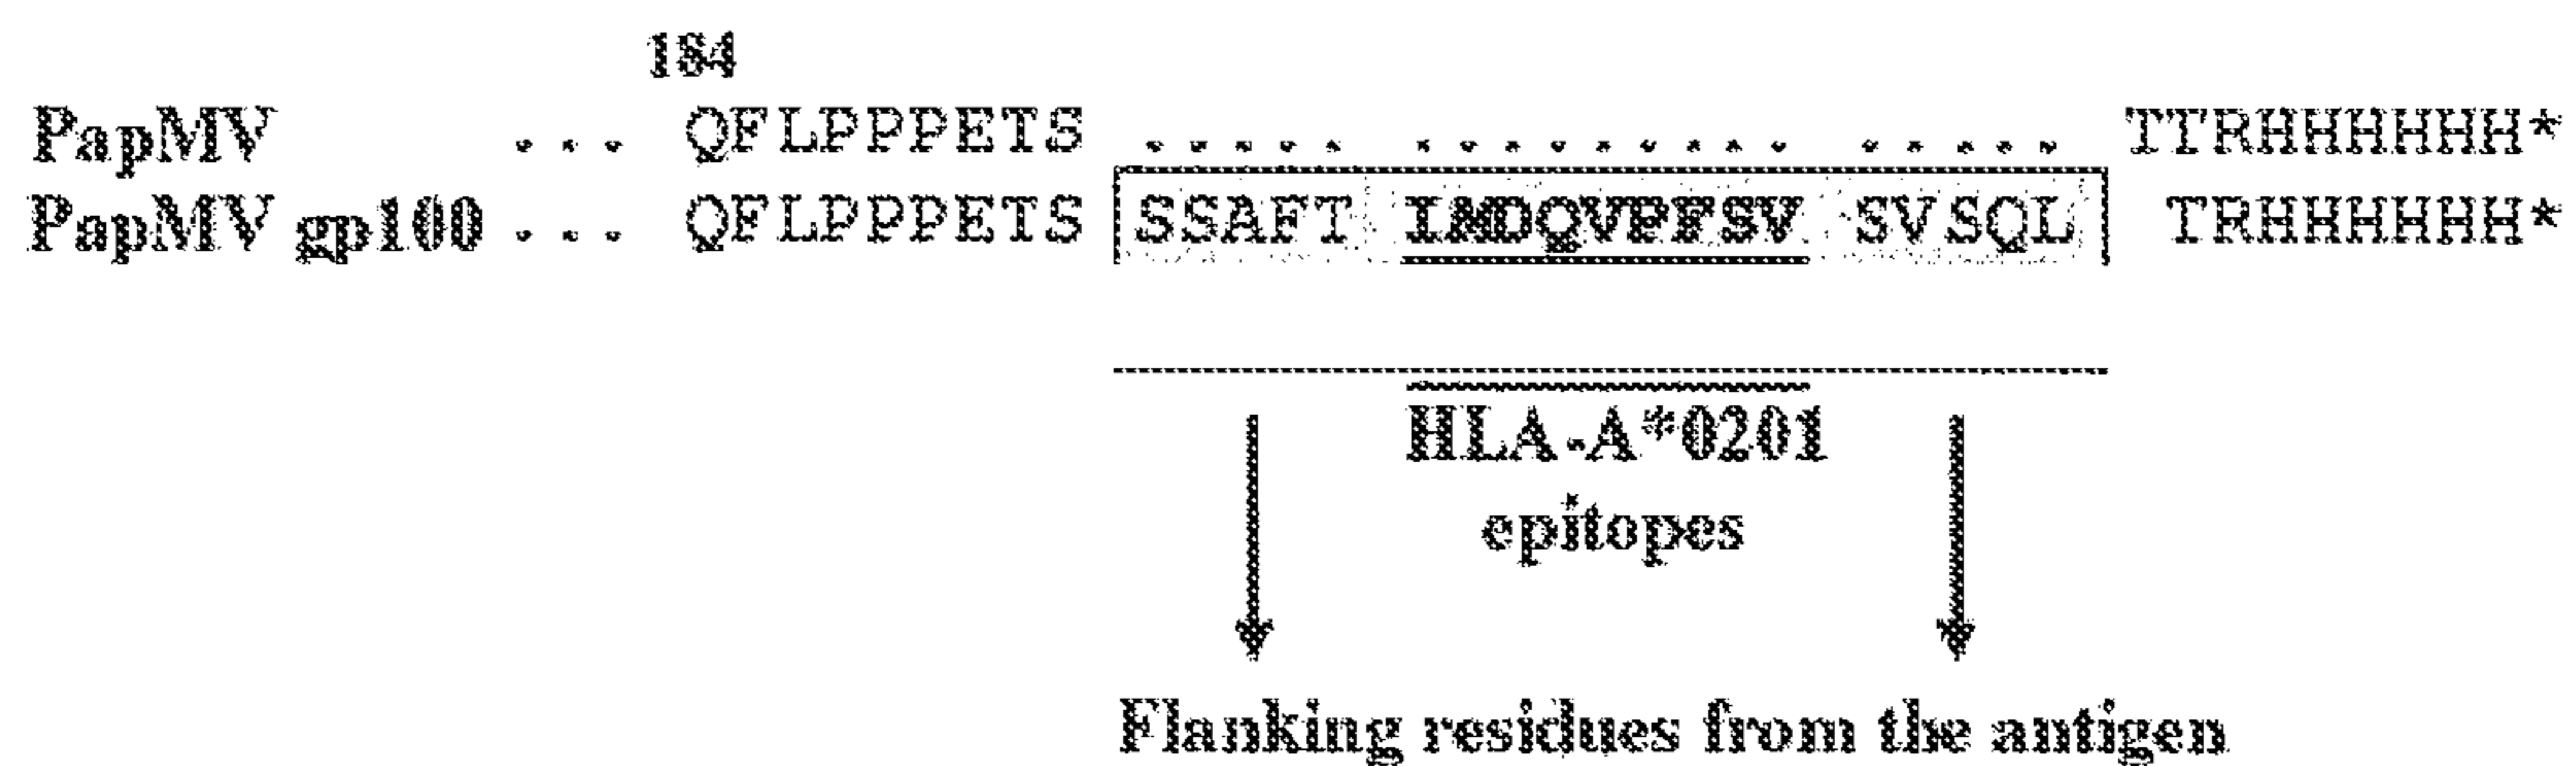 184
PapMV ... QFLPPPETS ..... ......... ..... TTRHHHHHH*
PapMV gp100 ... QFLPPPETS SSAFT IMDQVPFSV SVSQL TRHHHHHH*
HLA-A*0201
epitopes
Flanking residues from the antigen